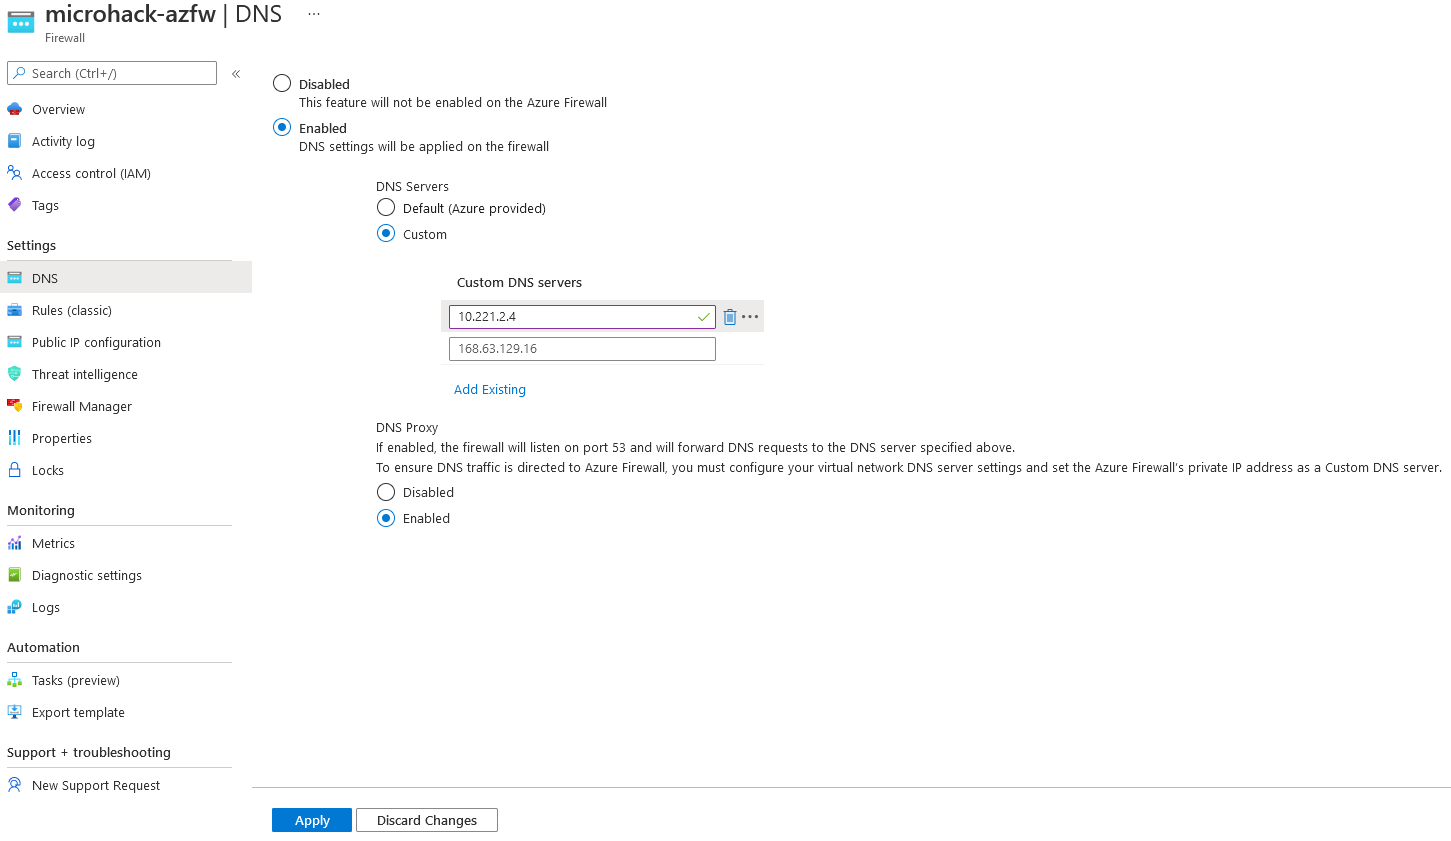 microhack-azfw | DNS ...
Firewall
Search (Ctrl+/)
«
Overview
Activity log
Access control (IAM)
Tags
Settings
DNS
Rules (classic)
Public IP configuration
Threat intelligence
Firewall Manager
Properties
Locks
Monitoring
Metrics
Diagnostic settings
Logs
Automation
Tasks (preview)
Export template
Support + troubleshooting
New Support Request
Disabled
This feature will not be enabled on the Azure Firewall
Enabled
DNS settings will be applied on the firewall
DNS Servers
Default (Azure provided)
Custom
Custom DNS servers
10.221.2.4
168.63.129.16
Add Existing
DNS Proxy
If enabled, the firewall will listen on port 53 and will forward DNS requests to the DNS server specified above.
To ensure DNS traffic is directed to Azure Firewall, you must configure your virtual network DNS server settings and set the Azure Firewall's private IP address as a Custom DNS server.
Disabled
Enabled
Apply
Discard Changes